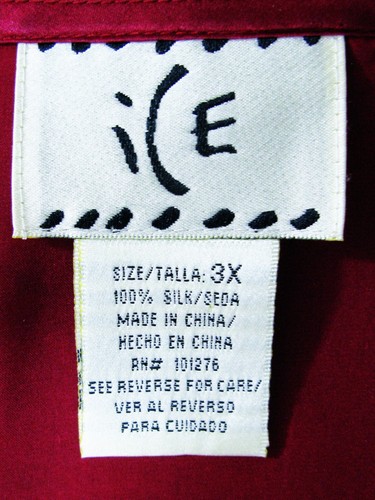 iCE
SIZE/TALLA: 3X
100% SILK/SEDA
MADE IN CHINA/
HECHO EN CHINA
RN# 101276
SEE REVERSE FOR CARE/
VER AL REVERSO
PARA CUIDADO